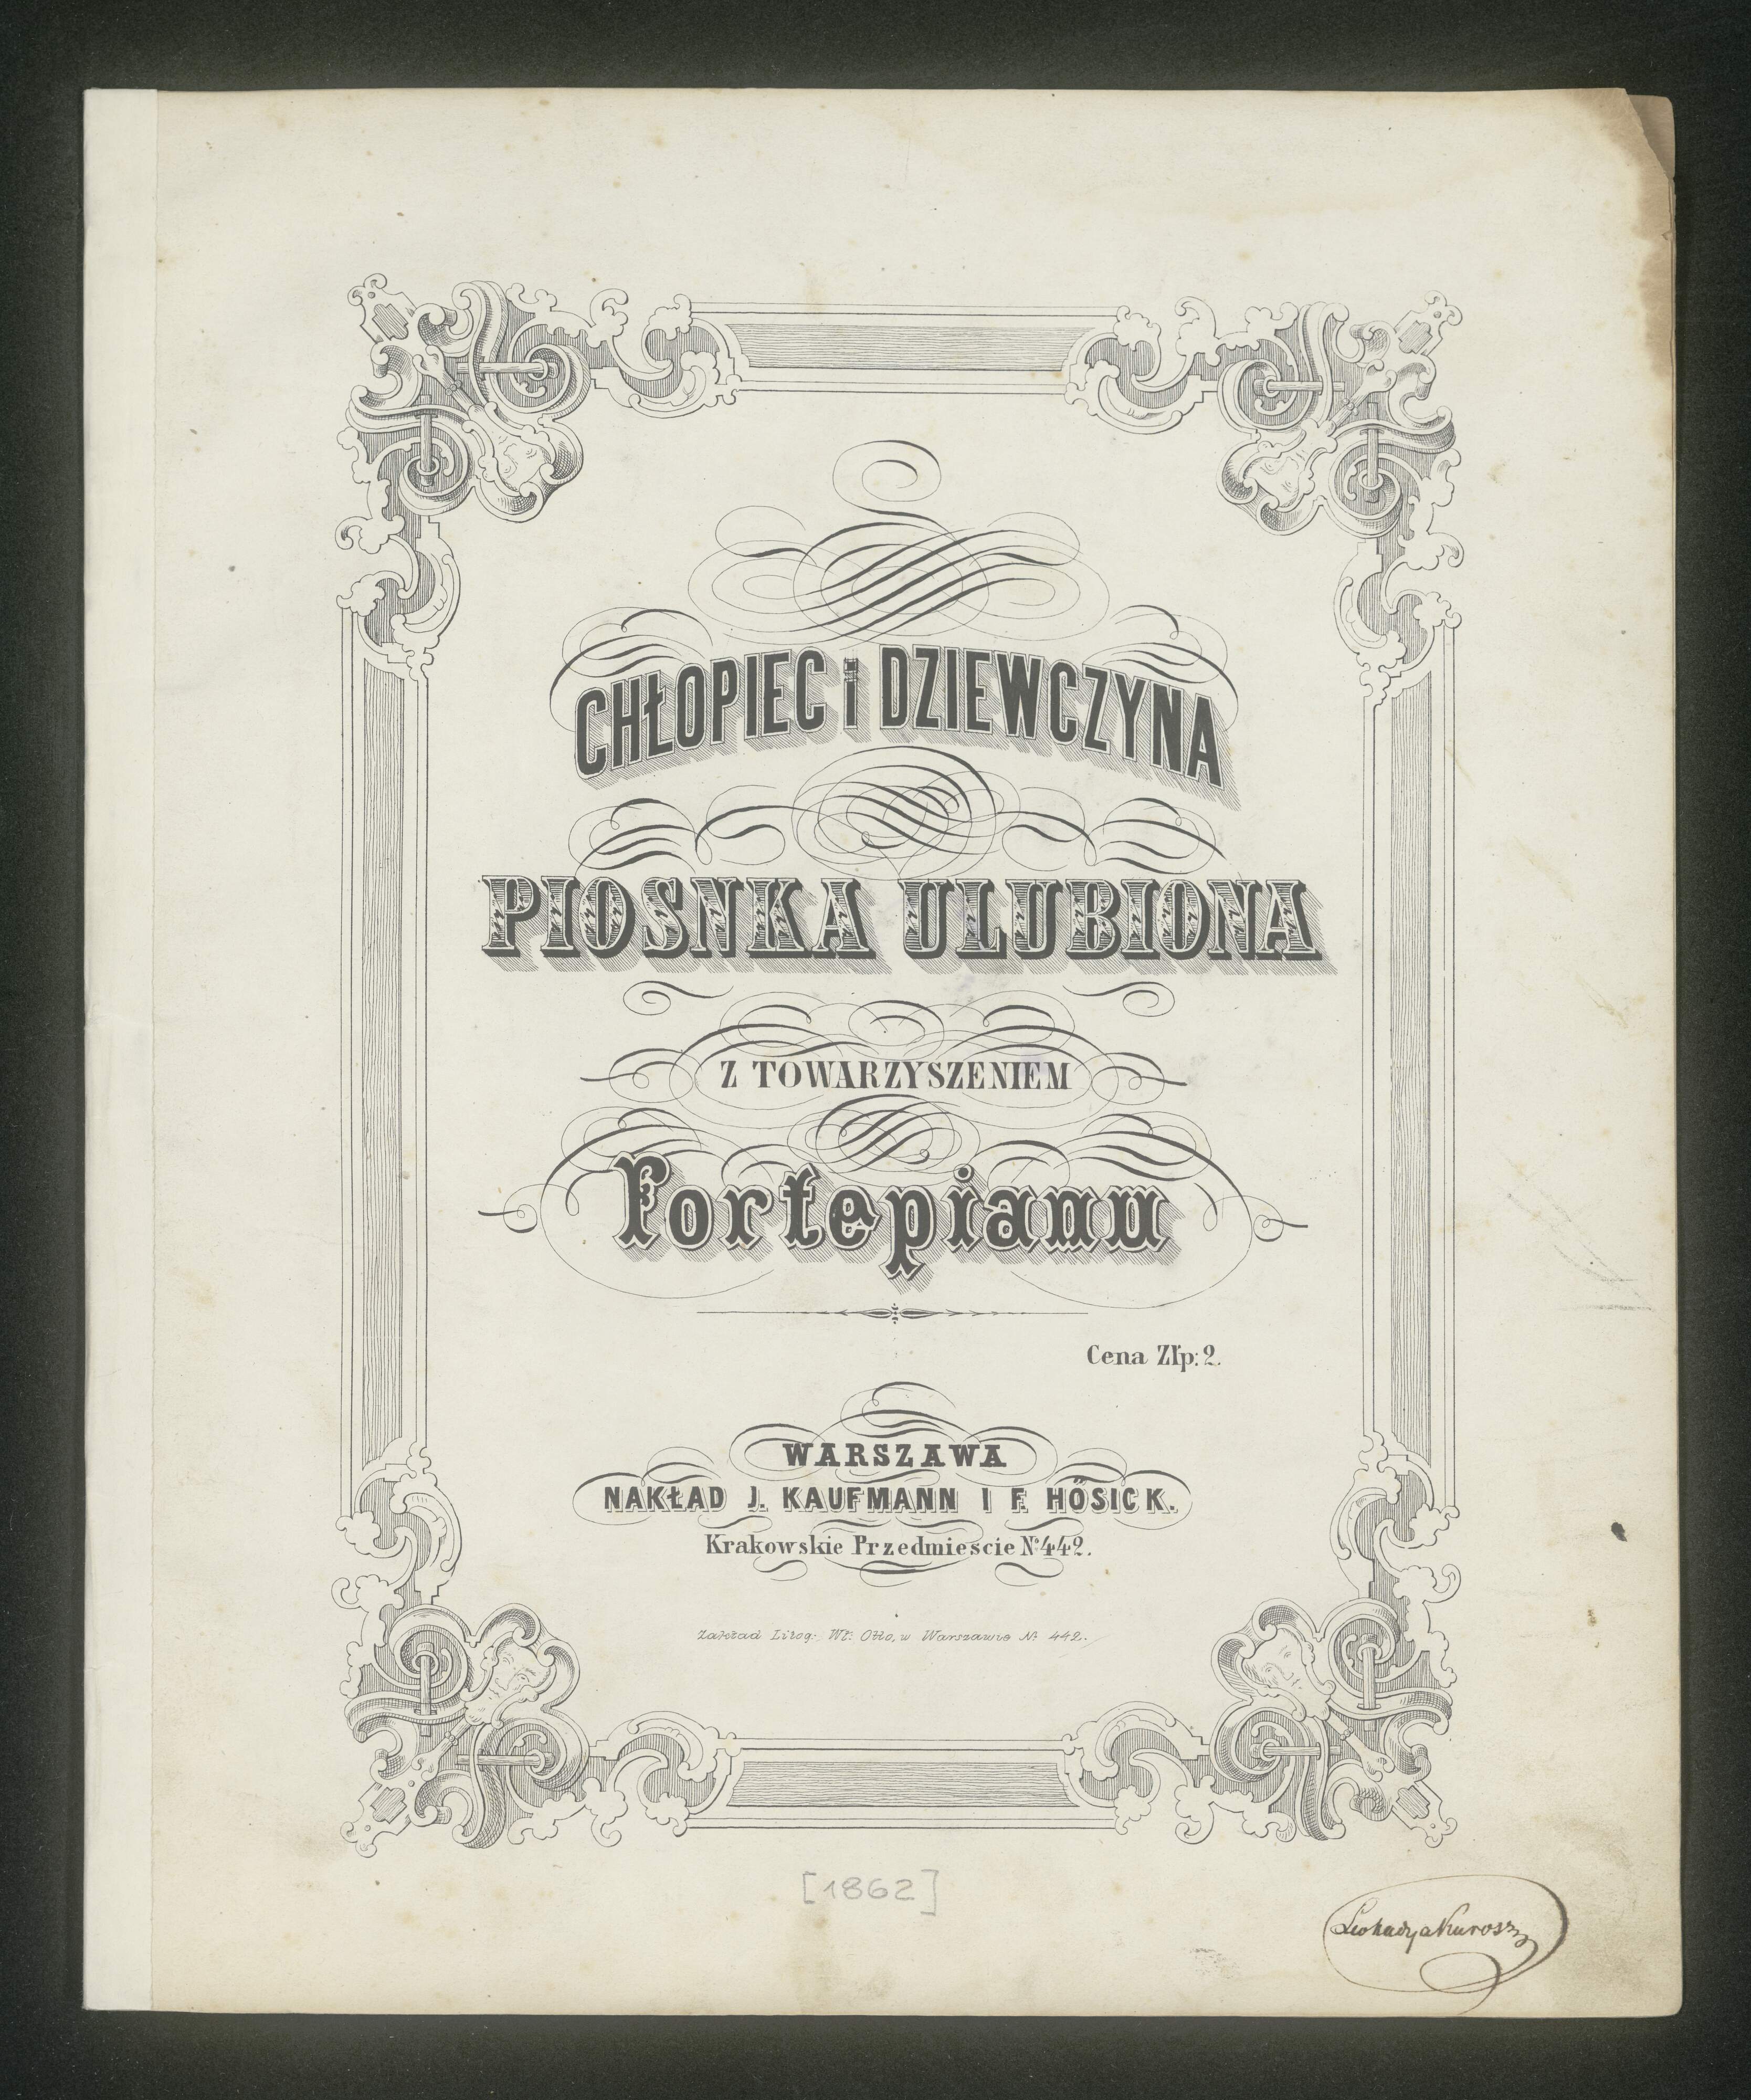 CHŁOPIEC i DZIEWCZYNA
PIOSNKA ULUBIONA
Z TOWARZYSZENIEM
Fortepianu
Cena Złp: 2.
WARSZAWA
NAKŁAD J. KAUFMANN I F. HÖSICK.
Krakowskie Przedmiescie No 442.
Zakład Litog: Wł: Otto, w Warszawie No 442.
[1862]